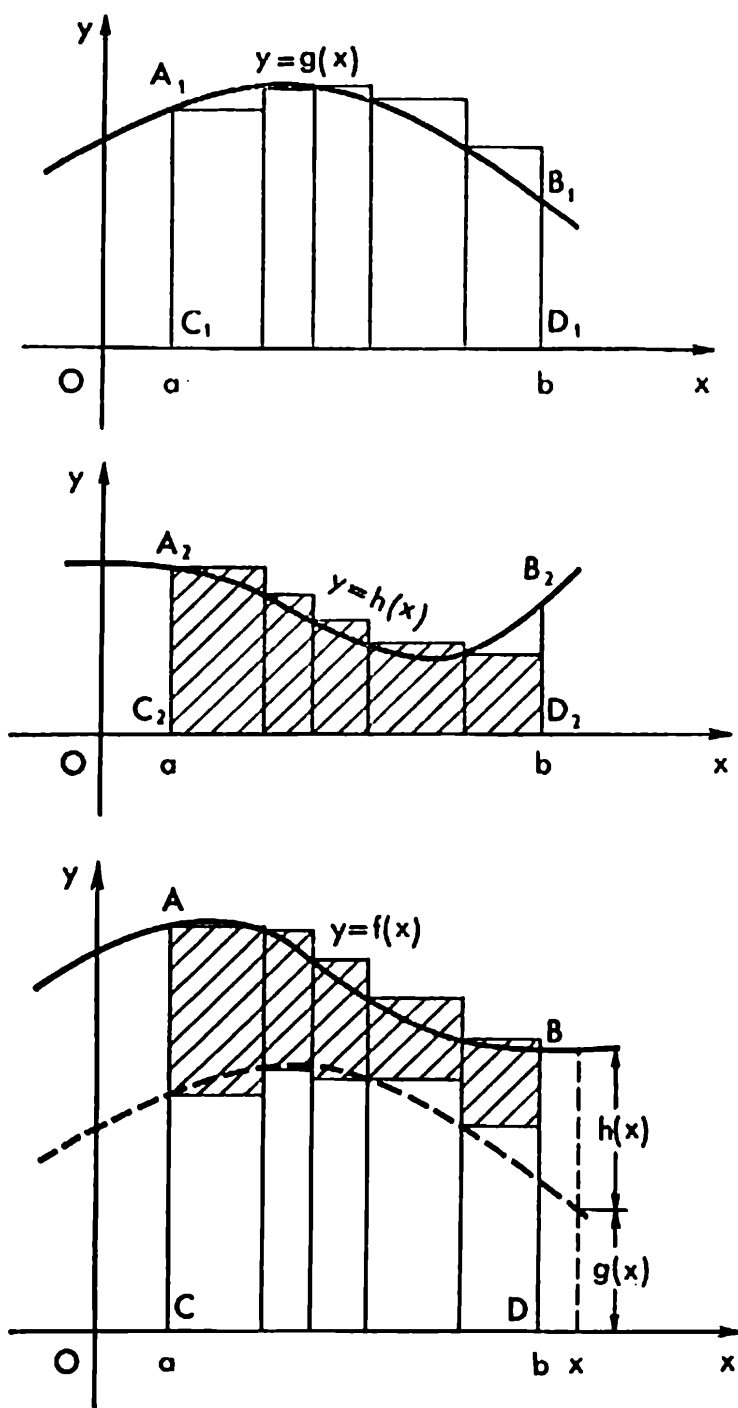 y
y=g(x)
A₁
B₁
C₁ D₁
O a b x
y
A₂
B₂
y=h(x)
C₂ D₂
O a b x
y
A
y=f(x)
B
h(x)
g(x)
C D
O a b x x